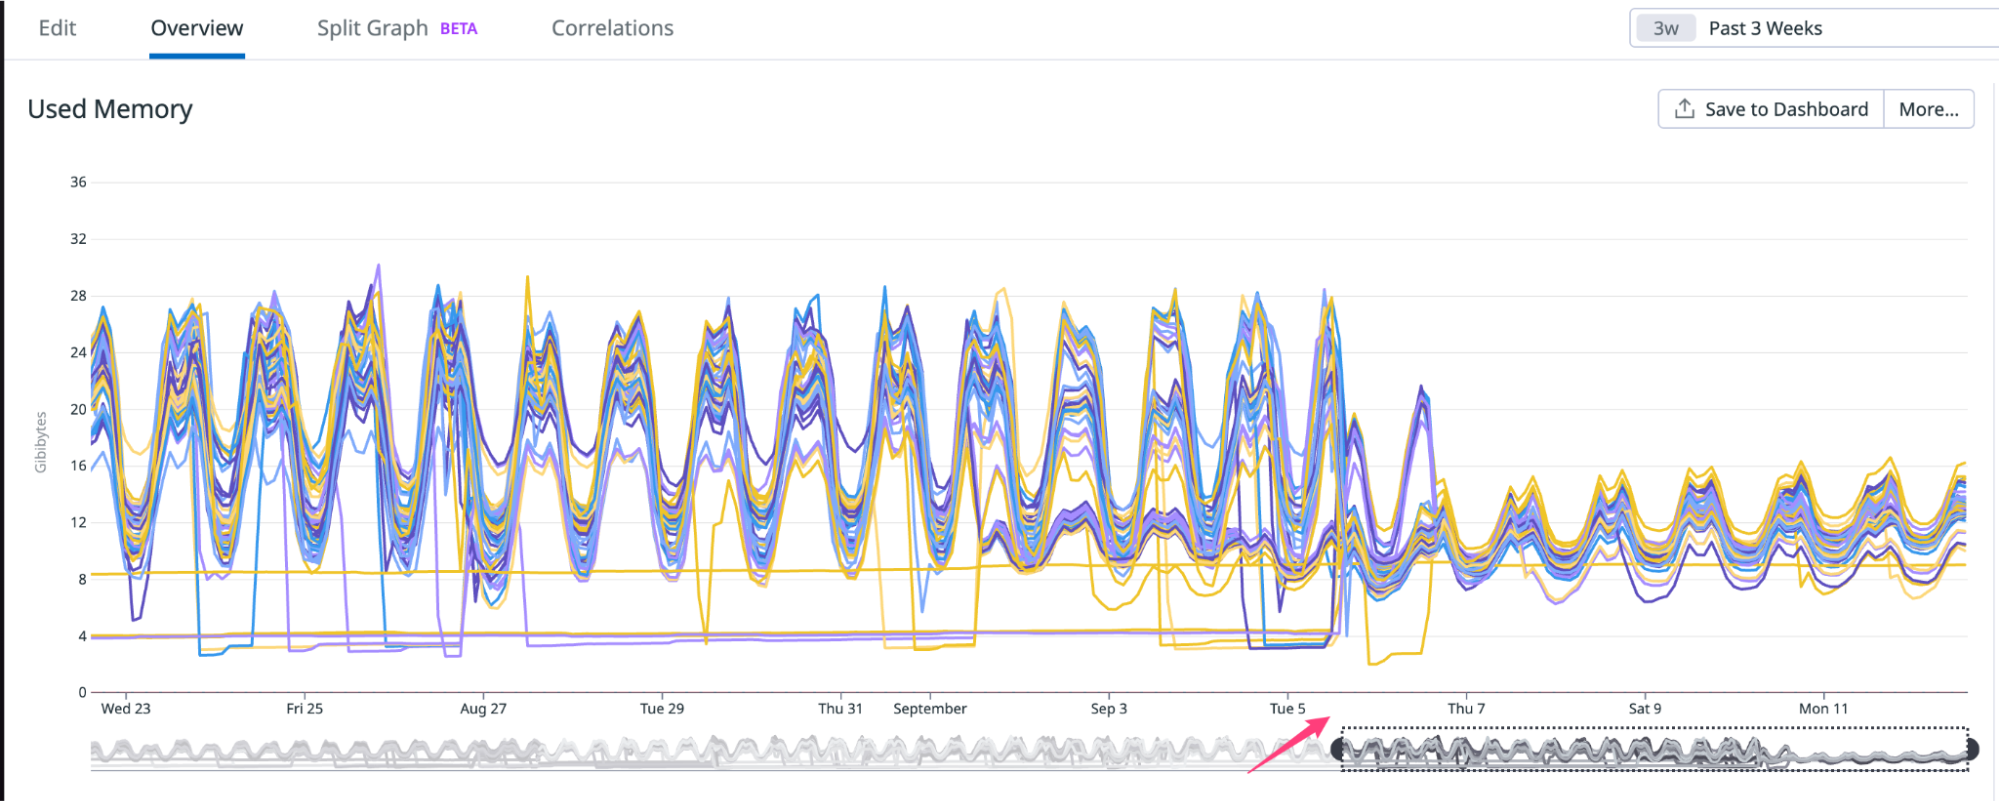 Edit Overview Split Graph BETA Correlations 3w Past 3 Weeks
Used Memory Save to Dashboard More...
36
32
28
24
20
16
12
8
4
0
Gibibytes
Wed 23 Fri 25 Aug 27 Tue 29 Thu 31 September Sep 3 Tue 5 Thu 7 Sat 9 Mon 11